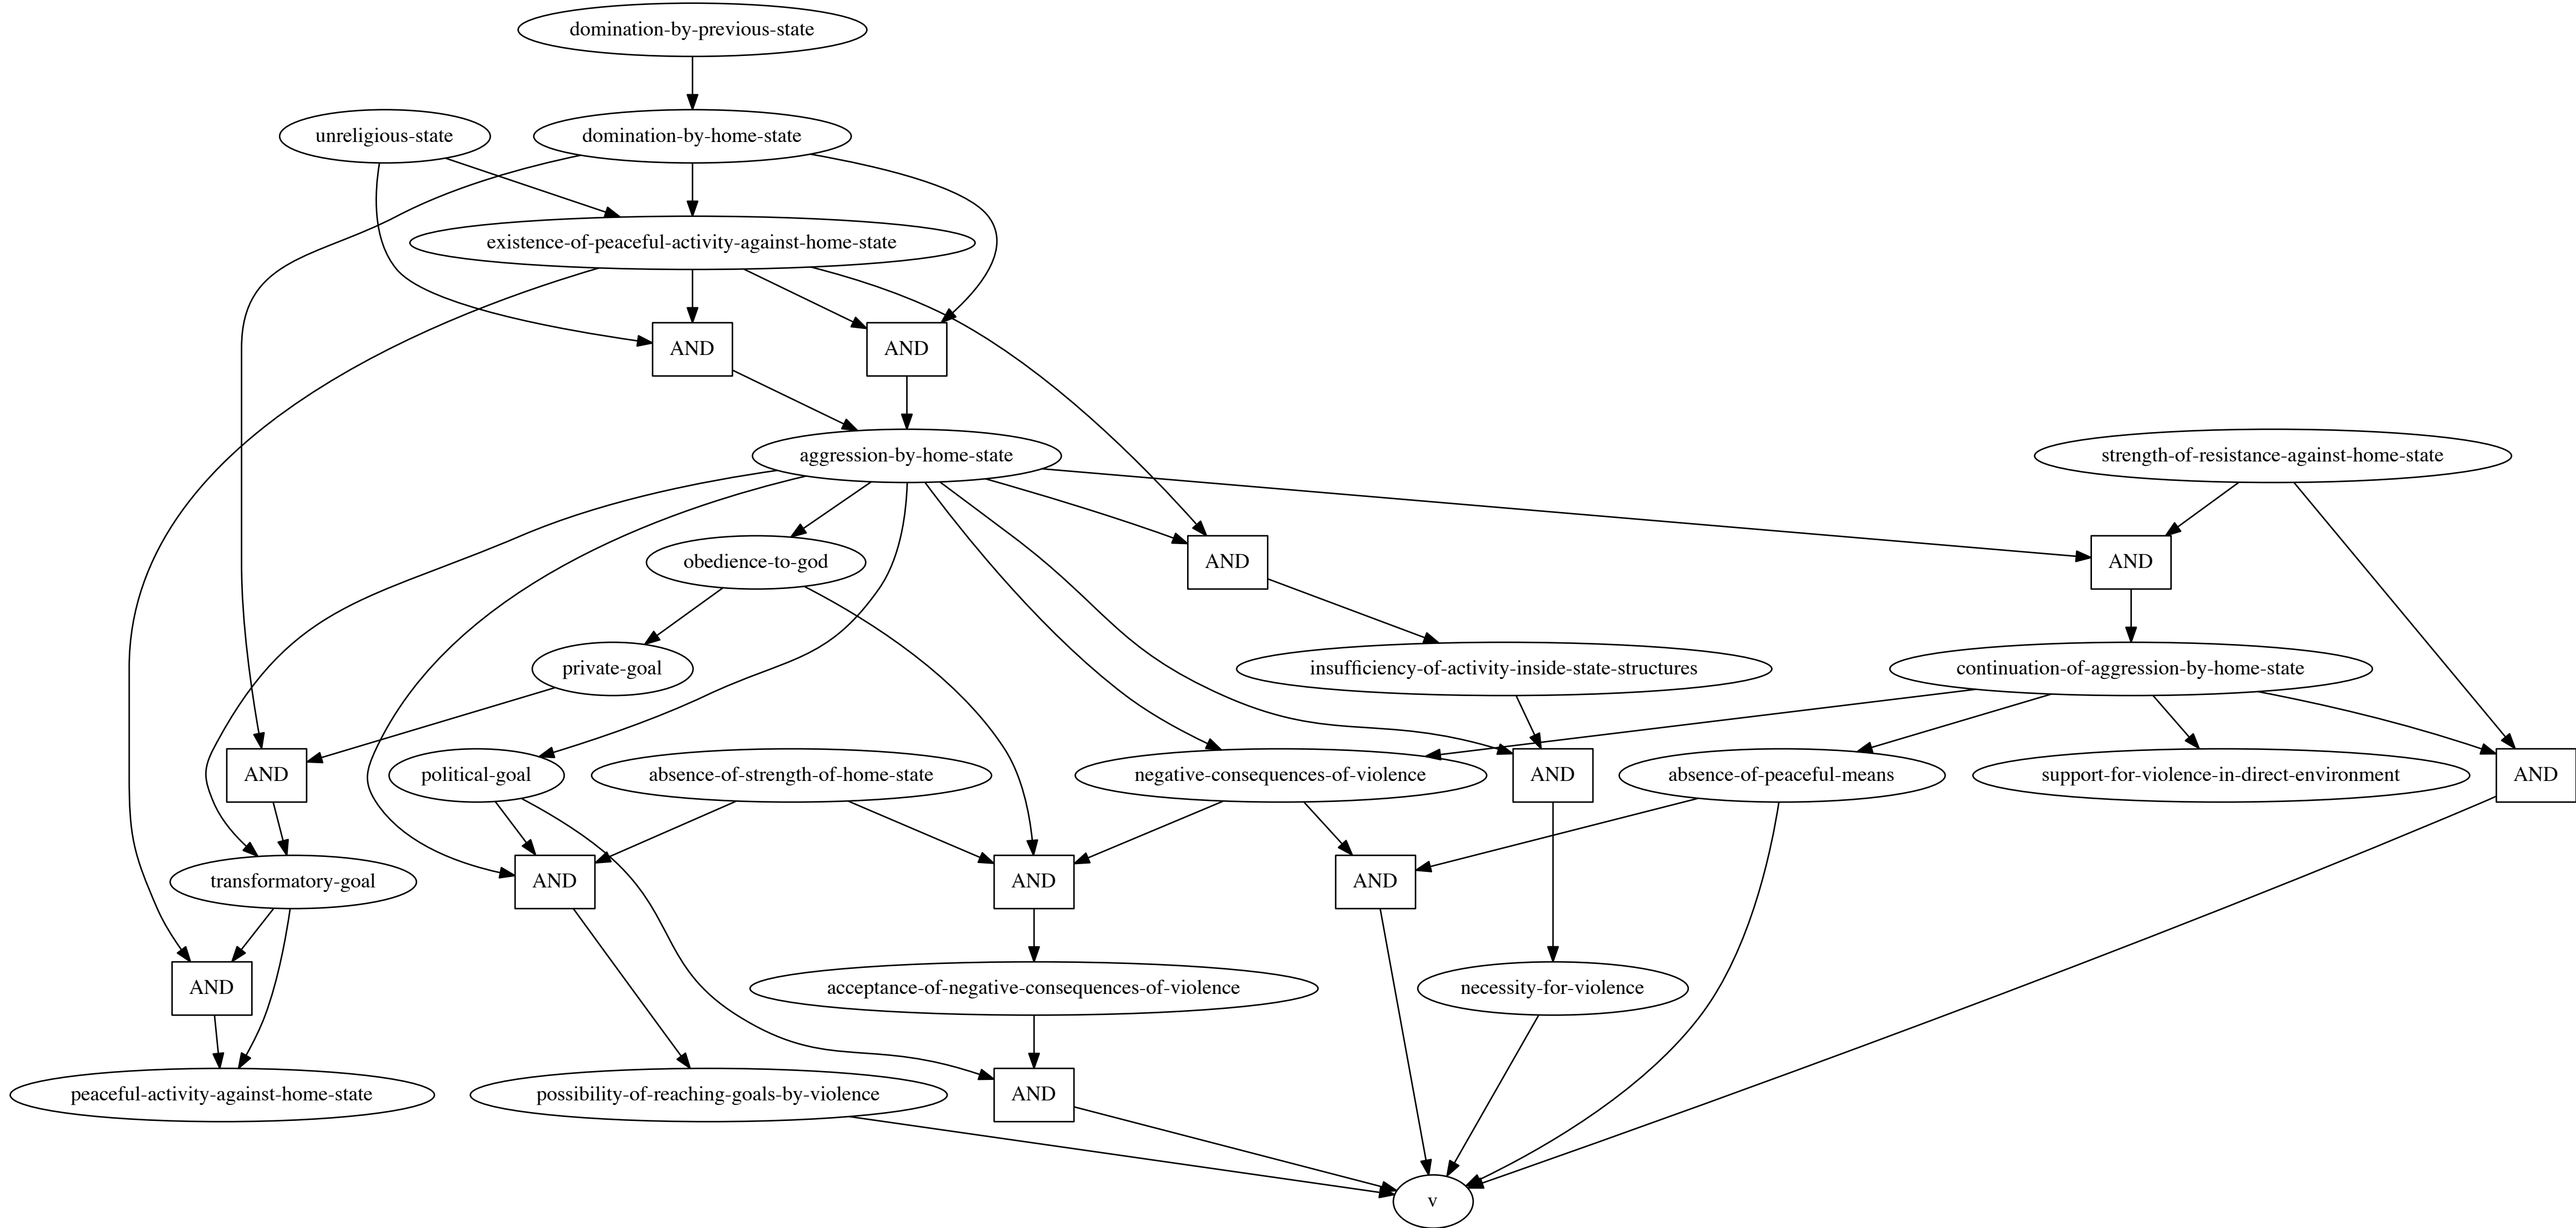 domination-by-previous-state
unreligious-state
domination-by-home-state
existence-of-peaceful-activity-against-home-state
AND
AND
aggression-by-home-state
strength-of-resistance-against-home-state
obedience-to-god
AND
AND
private-goal
insufficiency-of-activity-inside-state-structures
continuation-of-aggression-by-home-state
AND
political-goal
absence-of-strength-of-home-state
negative-consequences-of-violence
AND
absence-of-peaceful-means
support-for-violence-in-direct-environment
AND
transformatory-goal
AND
AND
AND
AND
acceptance-of-negative-consequences-of-violence
necessity-for-violence
peaceful-activity-against-home-state
possibility-of-reaching-goals-by-violence
AND
v